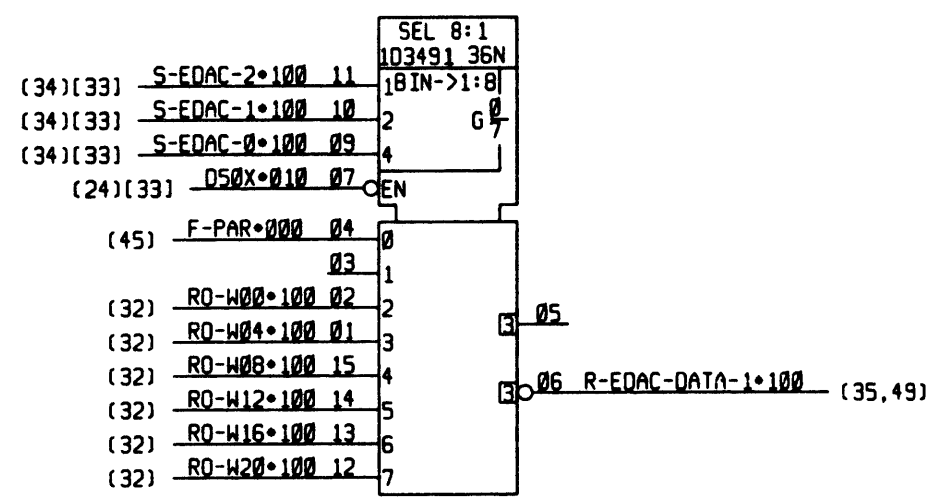 SEL 8:1
1D3491 36N
(34)[33] S-EDAC-2•100 11 1 BIN->1:8
(34)[33] S-EDAC-1•100 10 2 G 0/7
(34)[33] S-EDAC-0•100 09 4
(24)[33] D50X•010 07 EN
(45) F-PAR•000 04 0
03 1
(32) RO-W00•100 02 2
3 05
(32) RO-W04•100 01 3
(32) RO-W08•100 15 4
3 06 R-EDAC-DATA-1•100 (35,49)
(32) RO-W12•100 14 5
(32) RO-W16•100 13 6
(32) RO-W20•100 12 7